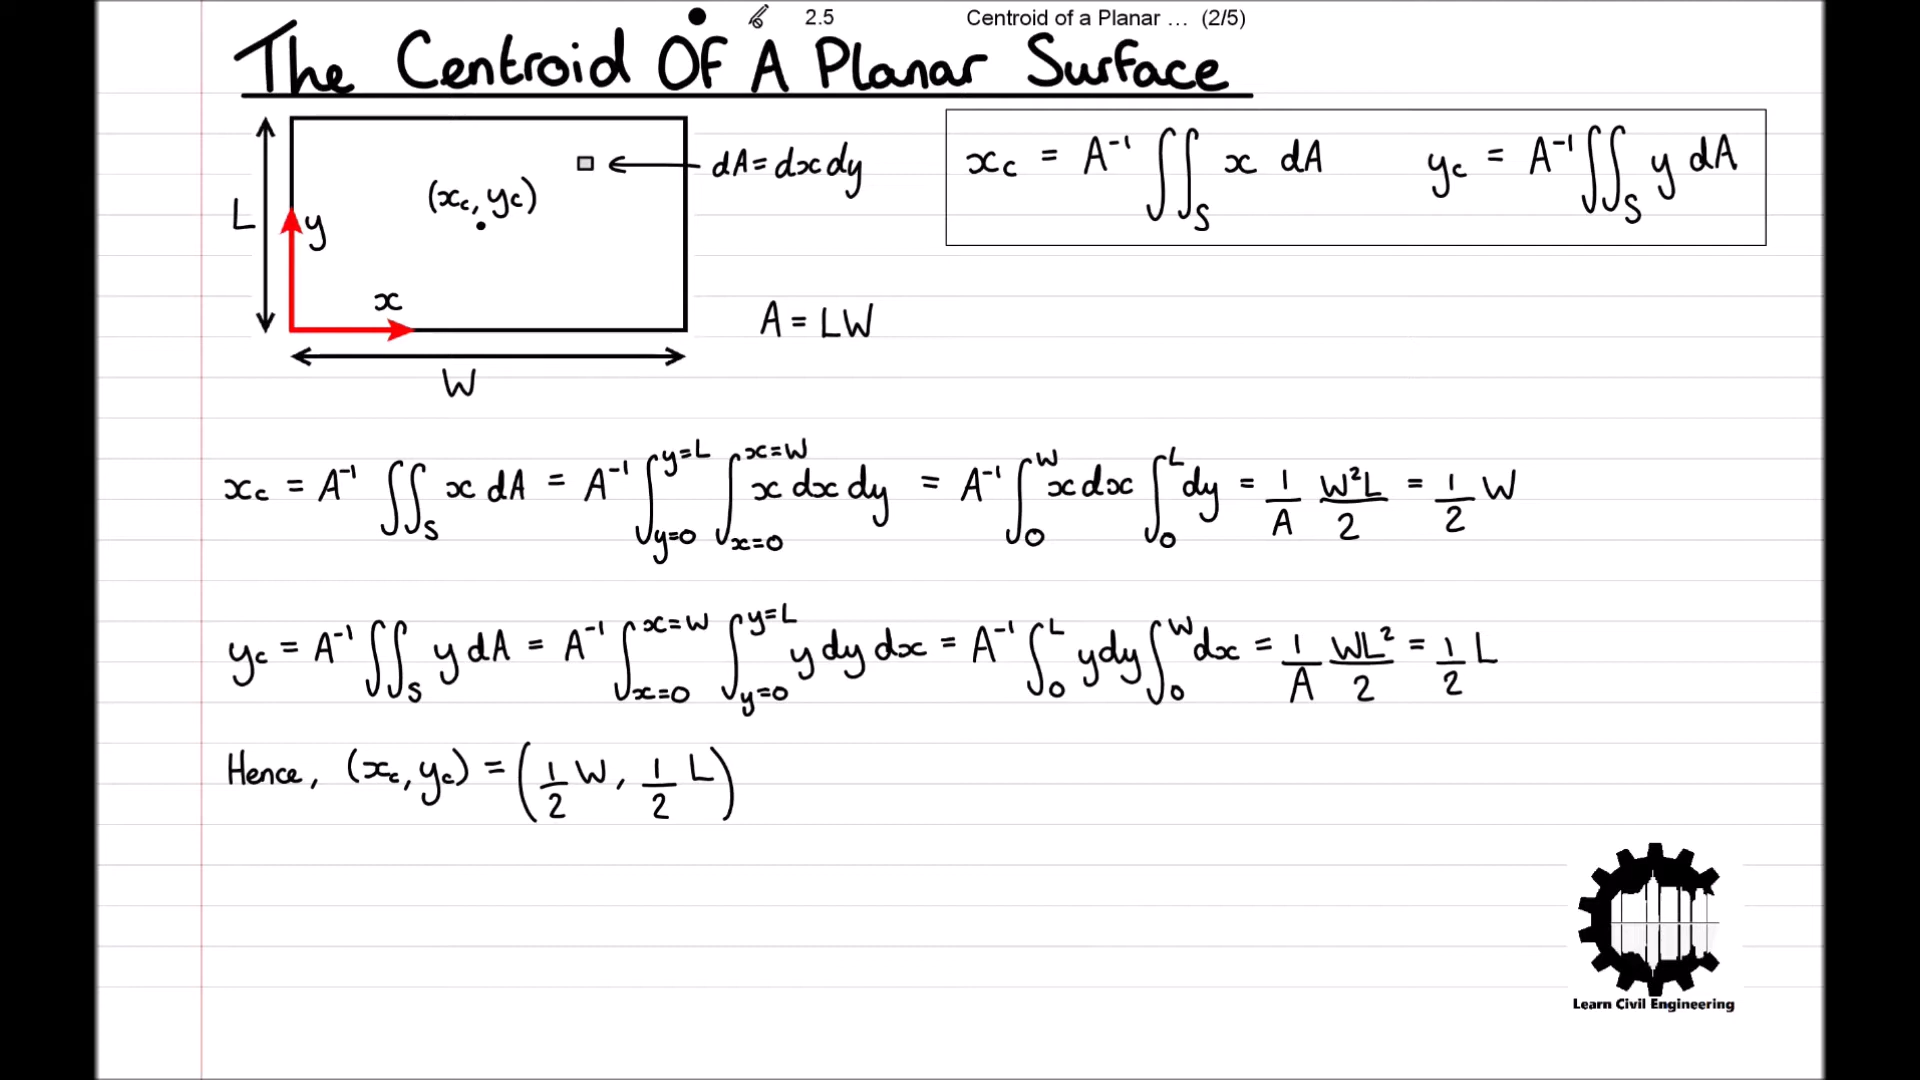 2.5 Centroid of a Planar ... (2/5)
The Centroid Of A Planar Surface
L
y
x
W
(xc, yc)
dA = dxdy
xc = A⁻¹ ∬S x dA yc = A⁻¹ ∬S y dA
A = LW
xc = A⁻¹ ∬S x dA = A⁻¹ ∫y=0^y=L ∫x=0^x=W x dx dy = A⁻¹ ∫0^W x dx ∫0^L dy = 1/A W²L/2 = 1/2 W
yc = A⁻¹ ∬S y dA = A⁻¹ ∫x=0^x=W ∫y=0^y=L y dy dx = A⁻¹ ∫0^L y dy ∫0^W dx = 1/A WL²/2 = 1/2 L
Hence, (xc, yc) = (1/2 W, 1/2 L)
Learn Civil Engineering